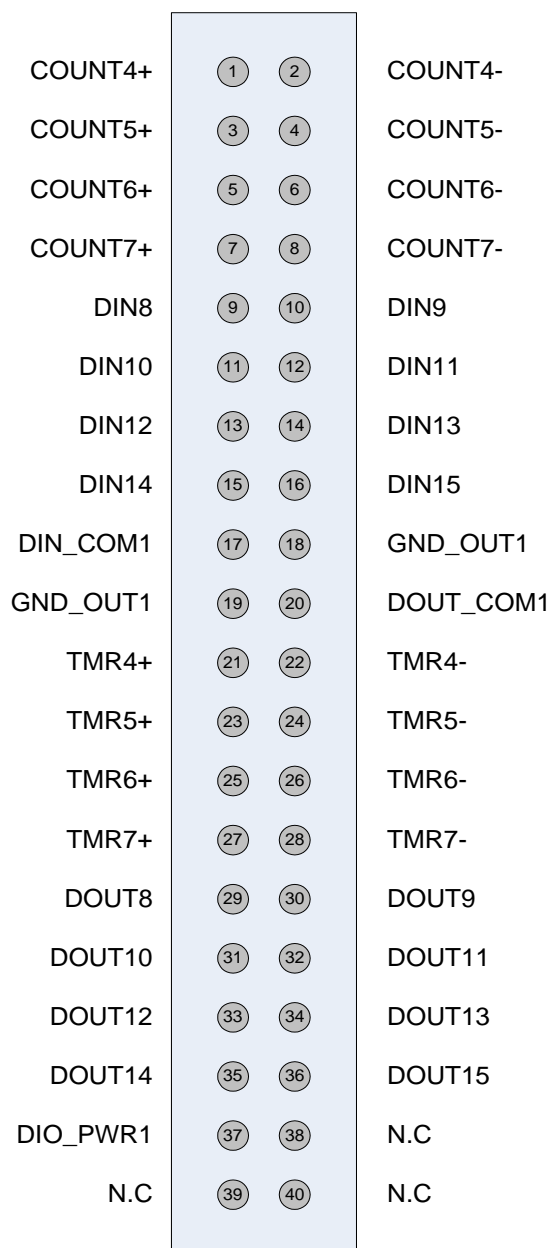 COUNT4+ 1 2 COUNT4-
COUNT5+ 3 4 COUNT5-
COUNT6+ 5 6 COUNT6-
COUNT7+ 7 8 COUNT7-
DIN8 9 10 DIN9
DIN10 11 12 DIN11
DIN12 13 14 DIN13
DIN14 15 16 DIN15
DIN_COM1 17 18 GND_OUT1
GND_OUT1 19 20 DOUT_COM1
TMR4+ 21 22 TMR4-
TMR5+ 23 24 TMR5-
TMR6+ 25 26 TMR6-
TMR7+ 27 28 TMR7-
DOUT8 29 30 DOUT9
DOUT10 31 32 DOUT11
DOUT12 33 34 DOUT13
DOUT14 35 36 DOUT15
DIO_PWR1 37 38 N.C
N.C 39 40 N.C